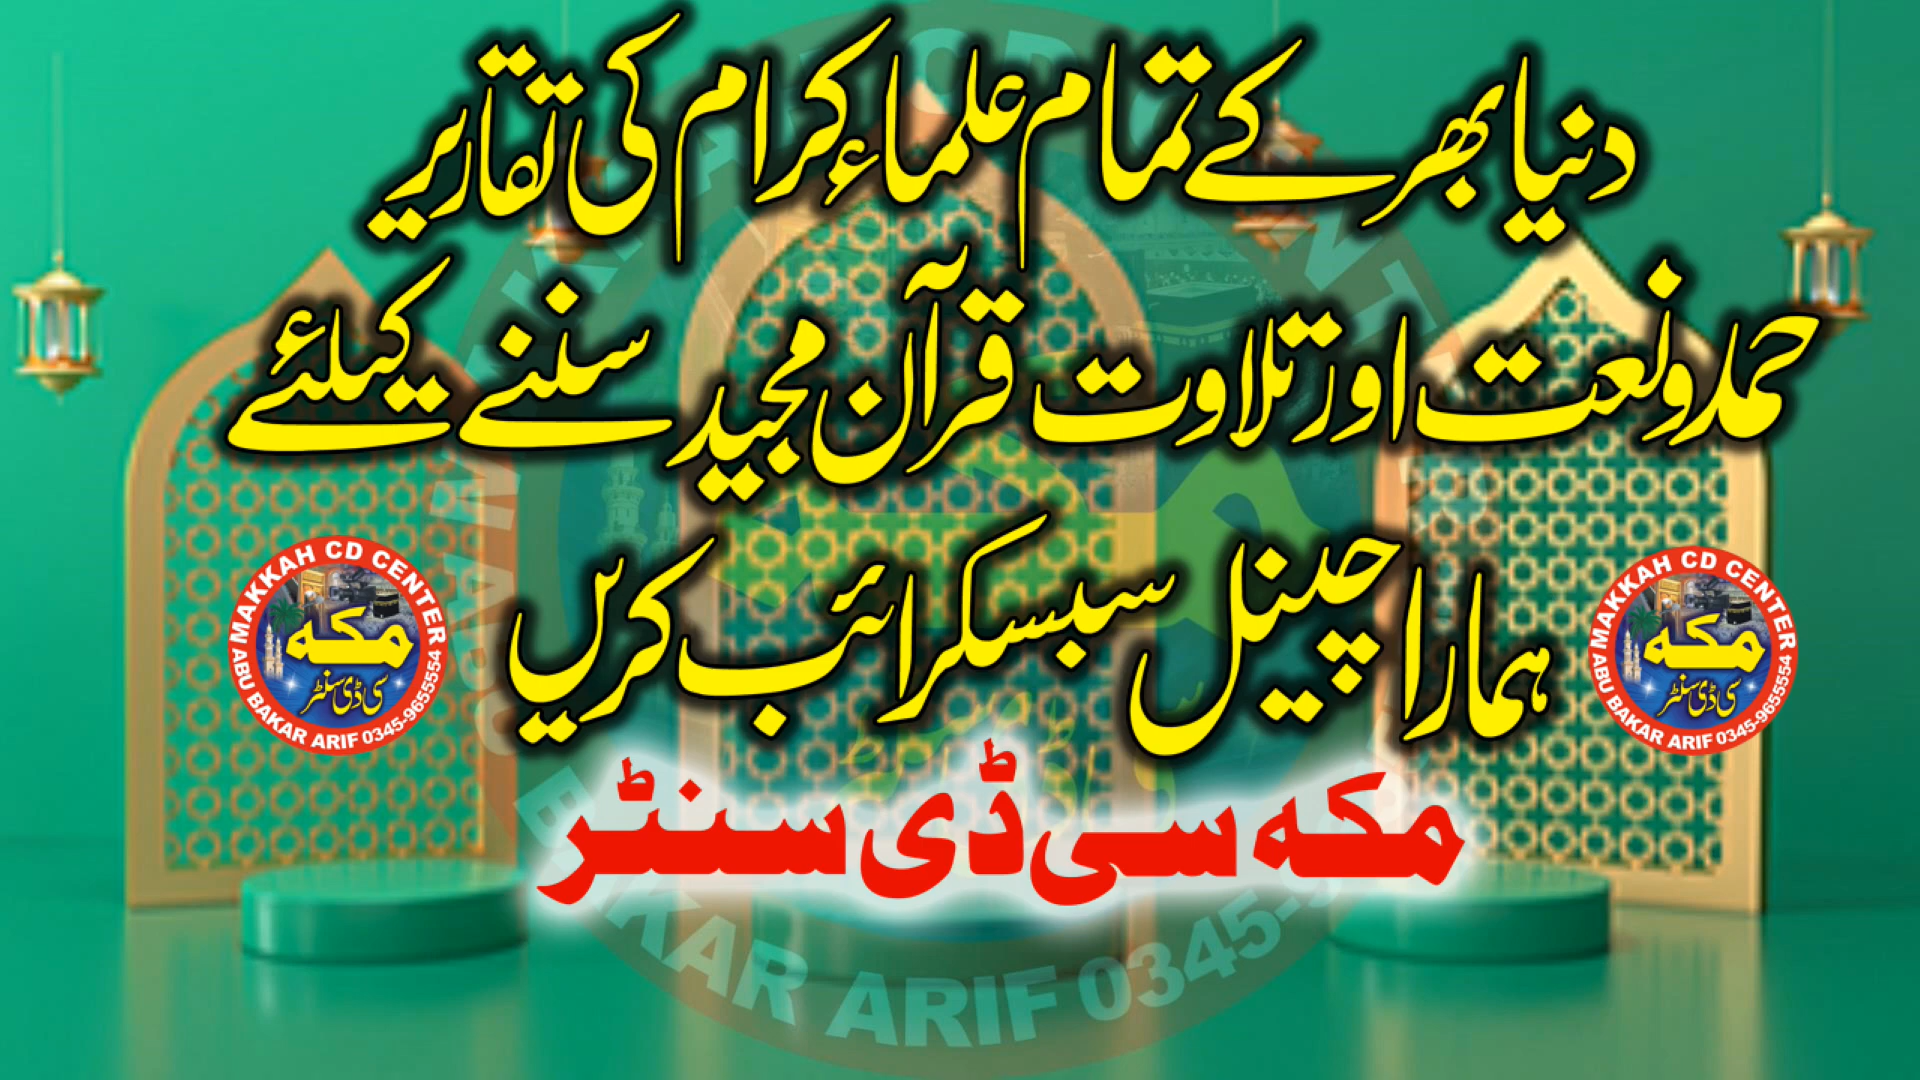 دنیا بھر کے تمام علماء کرام کی تقاریر
حمد و نعت اور تلاوت قرآن مجید سننے کیلئے
ہمارا چینل سبسکرائب کریں
مکہ سی ڈی سنٹر
MAKKAH CD CENTER
مکہ
سی ڈی سنٹر
ABU BAKAR ARIF 0345-9655554
MAKKAH CD CENTER
مکہ
سی ڈی سنٹر
ABU BAKAR ARIF 0345-9655554